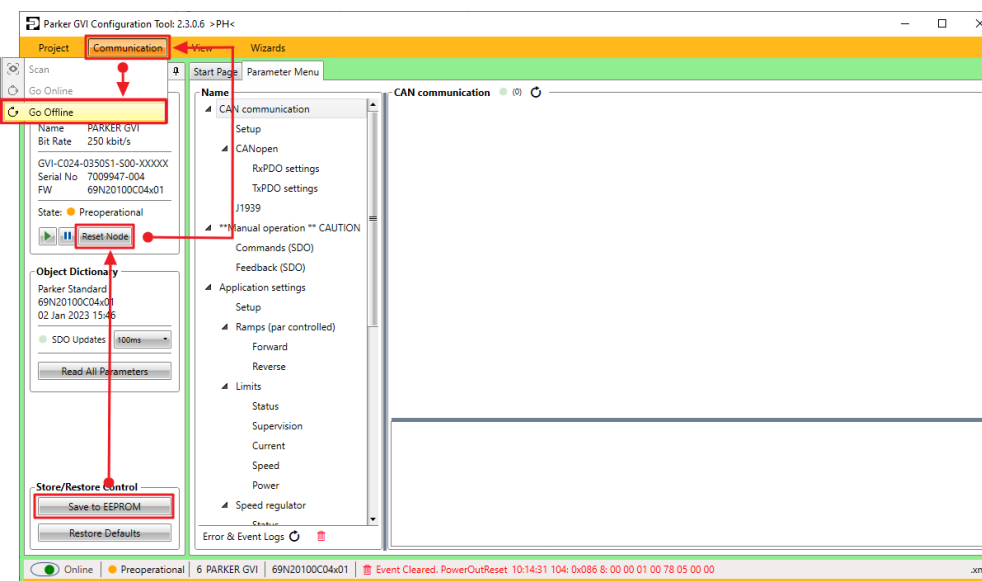 Parker GVI Configuration Tool: 2.3.0.6 >PH<
Project Communication View Wizards
Scan
Go Online
Go Offline
Name PARKER GVI
Bit Rate 250 kbit/s
GVI-C024-0350S1-S00-XXXXX
Serial No 7009947-004
FW 69N20100C04x01
State: Preoperational
Reset Node
Object Dictionary
Parker Standard
69N20100C04x01
02 Jan 2023 15:46
SDO Updates 100ms
Read All Parameters
Store/Restore Control
Save to EEPROM
Restore Defaults
Start Page Parameter Menu
Name
CAN communication
Setup
CANopen
RxPDO settings
TxPDO settings
J1939
**Manual operation ** CAUTION
Commands (SDO)
Feedback (SDO)
Application settings
Setup
Ramps (par controlled)
Forward
Reverse
Limits
Status
Supervision
Current
Speed
Power
Speed regulator
Status
Error & Event Logs
CAN communication (0)
Online Preoperational 6 PARKER GVI 69N20100C04x01 Event Cleared. PowerOutReset 10:14:31 104: 0x086 8: 00 00 01 00 78 05 00 00 .xn